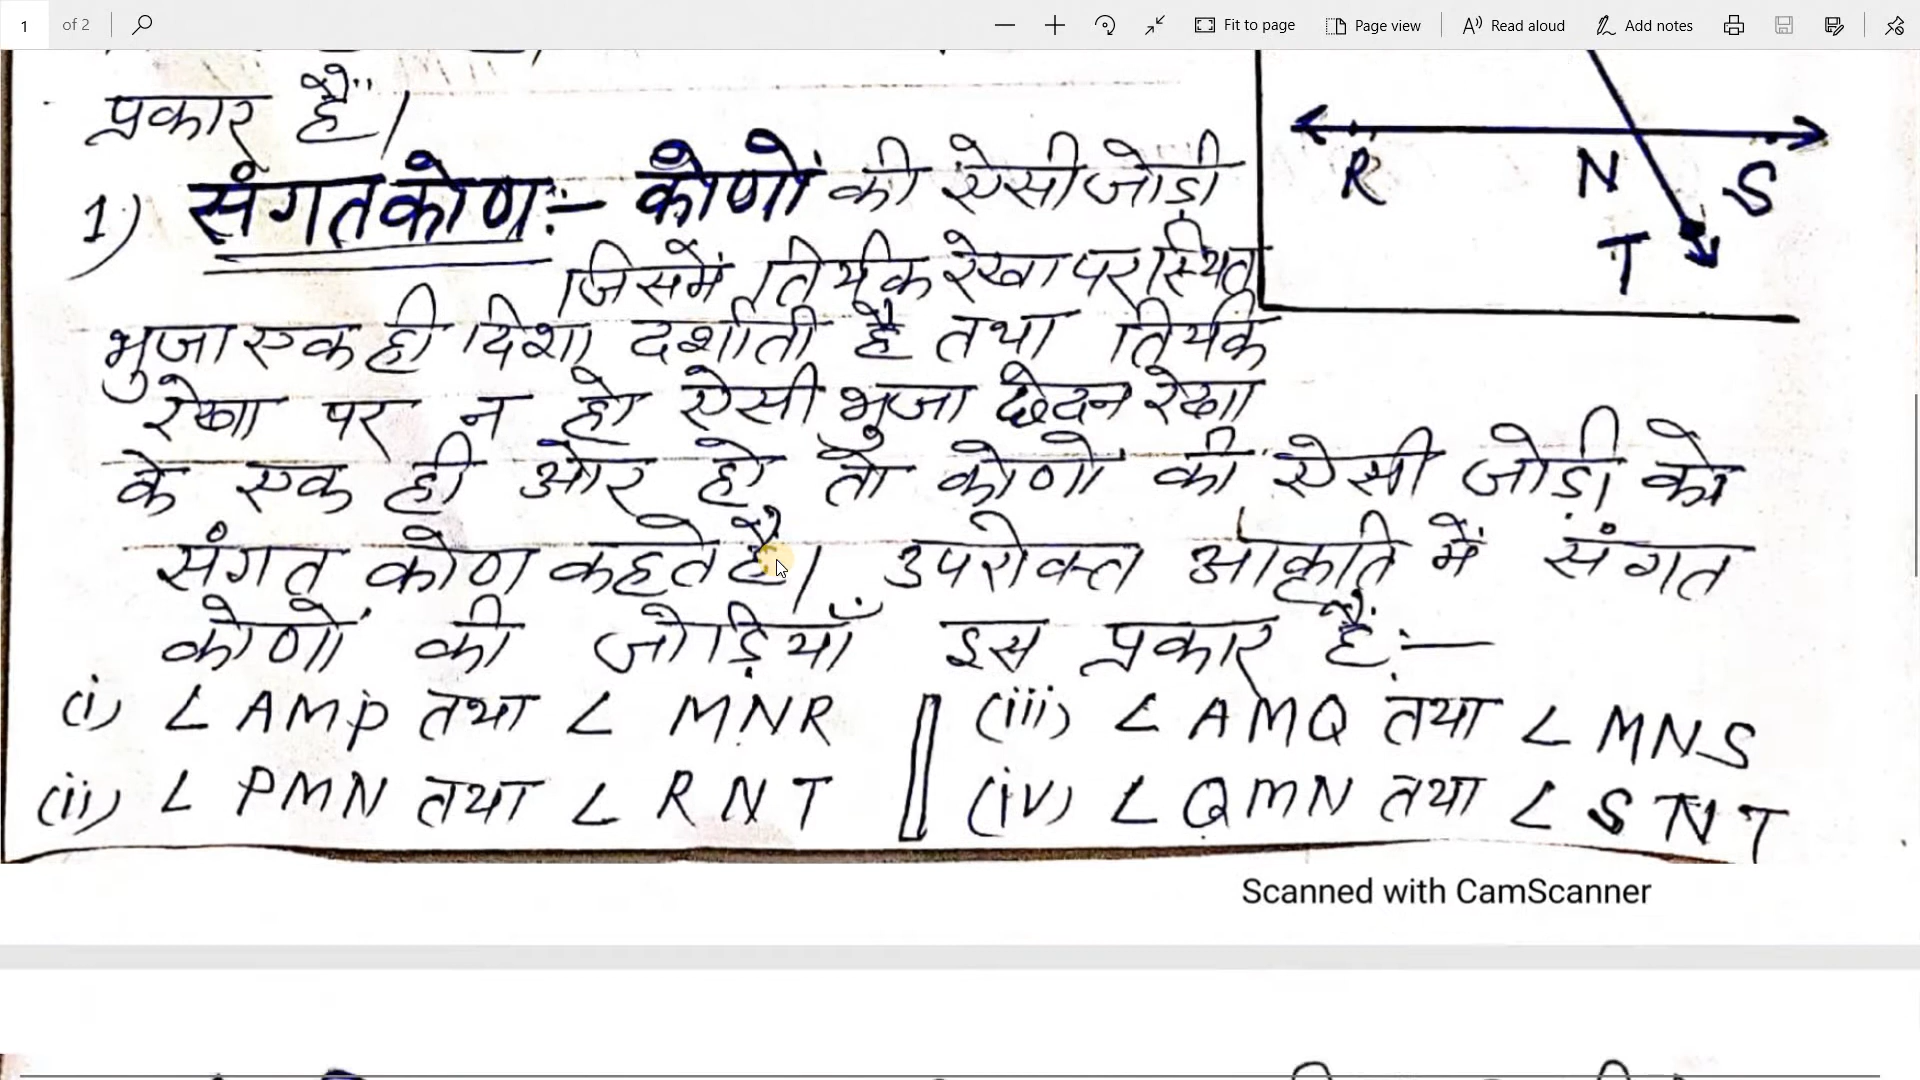 1 of 2 Fit to page Page view Read aloud Add notes
प्रकार हैं।
R N S
T
1) संगतकोण:- कोणों की ऐसी जोड़ी
जिसमें तिर्यक रेखा पर स्थित
भुजा एक ही दिशा दर्शाती है तथा तिर्यक
रेखा पर न हो ऐसी भुजा छेदन रेखा
के एक ही ओर हो तो कोणों की ऐसी जोड़ी को
संगत कोण कहते है। उपरोक्त आकृति में संगत
कोणों की जोड़ियाँ इस प्रकार हैं:—
(i) ∠ AMP तथा ∠ MNR (iii) ∠ AMQ तथा ∠ MNS
(ii) ∠ PMN तथा ∠ RNT (iv) ∠ QMN तथा ∠ SNT
Scanned with CamScanner